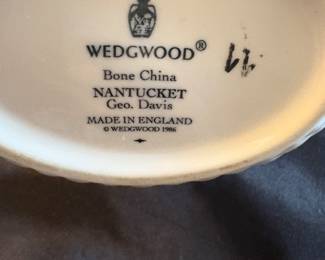 WEDGWOOD®
Bone China
NANTUCKET
Geo. Davis
MADE IN ENGLAND
© WEDGWOOD 1986